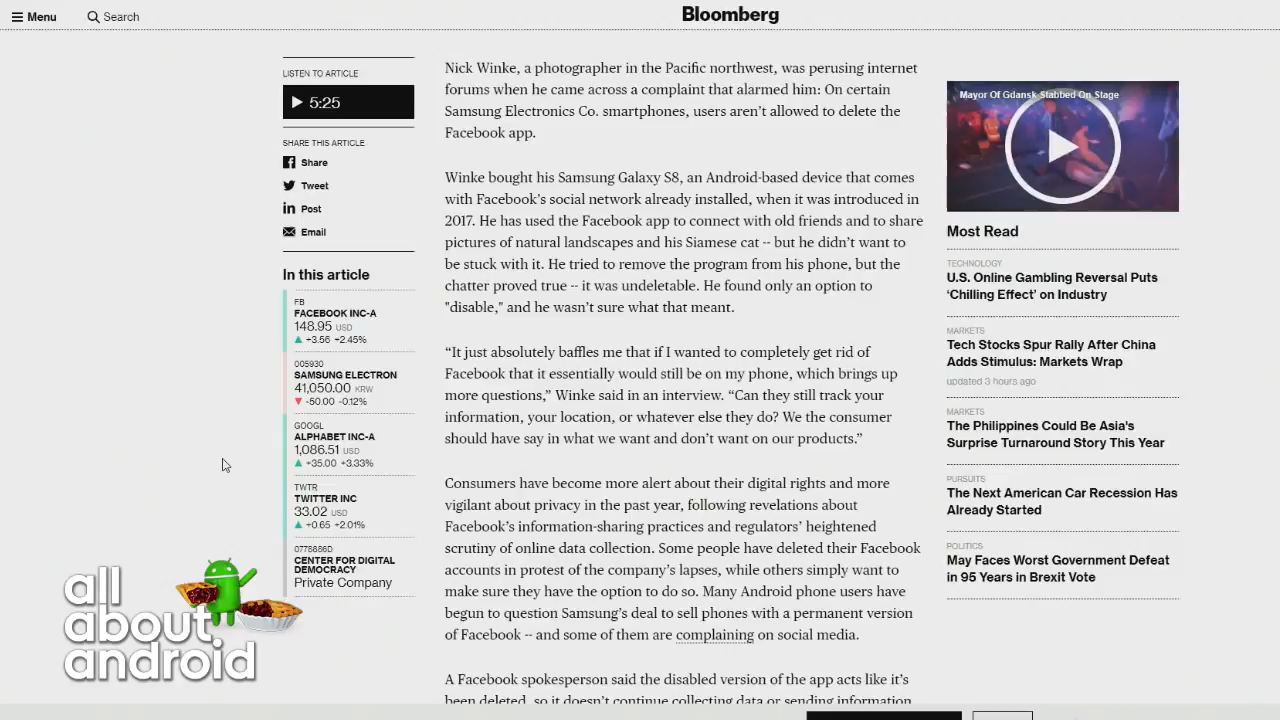 Menu
Search
Bloomberg
LISTEN TO ARTICLE
5:25
SHARE THIS ARTICLE
Share
Tweet
Post
Email
In this article
FB
FACEBOOK INC-A
148.95 USD
+3.56 +2.45%
005930
SAMSUNG ELECTRON
41,050.00 KRW
-50.00 -0.12%
GOOGL
ALPHABET INC-A
1,086.51 USD
+35.00 +3.33%
TWTR
TWITTER INC
33.02 USD
+0.65 +2.01%
CENTER FOR DIGITAL
DEMOCRACY
Private Company
all
about
android
Nick Winke, a photographer in the Pacific northwest, was perusing internet
forums when he came across a complaint that alarmed him: On certain
Samsung Electronics Co. smartphones, users aren’t allowed to delete the
Facebook app.
Winke bought his Samsung Galaxy S8, an Android-based device that comes
with Facebook’s social network already installed, when it was introduced in
2017. He has used the Facebook app to connect with old friends and to share
pictures of natural landscapes and his Siamese cat -- but he didn’t want to
be stuck with it. He tried to remove the program from his phone, but the
chatter proved true -- it was undeletable. He found only an option to
"disable," and he wasn’t sure what that meant.
“It just absolutely baffles me that if I wanted to completely get rid of
Facebook that it essentially would still be on my phone, which brings up
more questions,” Winke said in an interview. “Can they still track your
information, your location, or whatever else they do? We the consumer
should have say in what we want and don’t want on our products.”
Consumers have become more alert about their digital rights and more
vigilant about privacy in the past year, following revelations about
Facebook’s information-sharing practices and regulators’ heightened
scrutiny of online data collection. Some people have deleted their Facebook
accounts in protest of the company’s lapses, while others simply want to
make sure they have the option to do so. Many Android phone users have
begun to question Samsung’s deal to sell phones with a permanent version
of Facebook -- and some of them are complaining on social media.
A Facebook spokesperson said the disabled version of the app acts like it’s
been deleted, so it doesn’t continue collecting data or sending information
Mayor Of Gdansk Stabbed On Stage
Most Read
TECHNOLOGY
U.S. Online Gambling Reversal Puts
‘Chilling Effect’ on Industry
MARKETS
Tech Stocks Spur Rally After China
Adds Stimulus: Markets Wrap
updated 3 hours ago
MARKETS
The Philippines Could Be Asia's
Surprise Turnaround Story This Year
PURSUITS
The Next American Car Recession Has
Already Started
POLITICS
May Faces Worst Government Defeat
in 95 Years in Brexit Vote